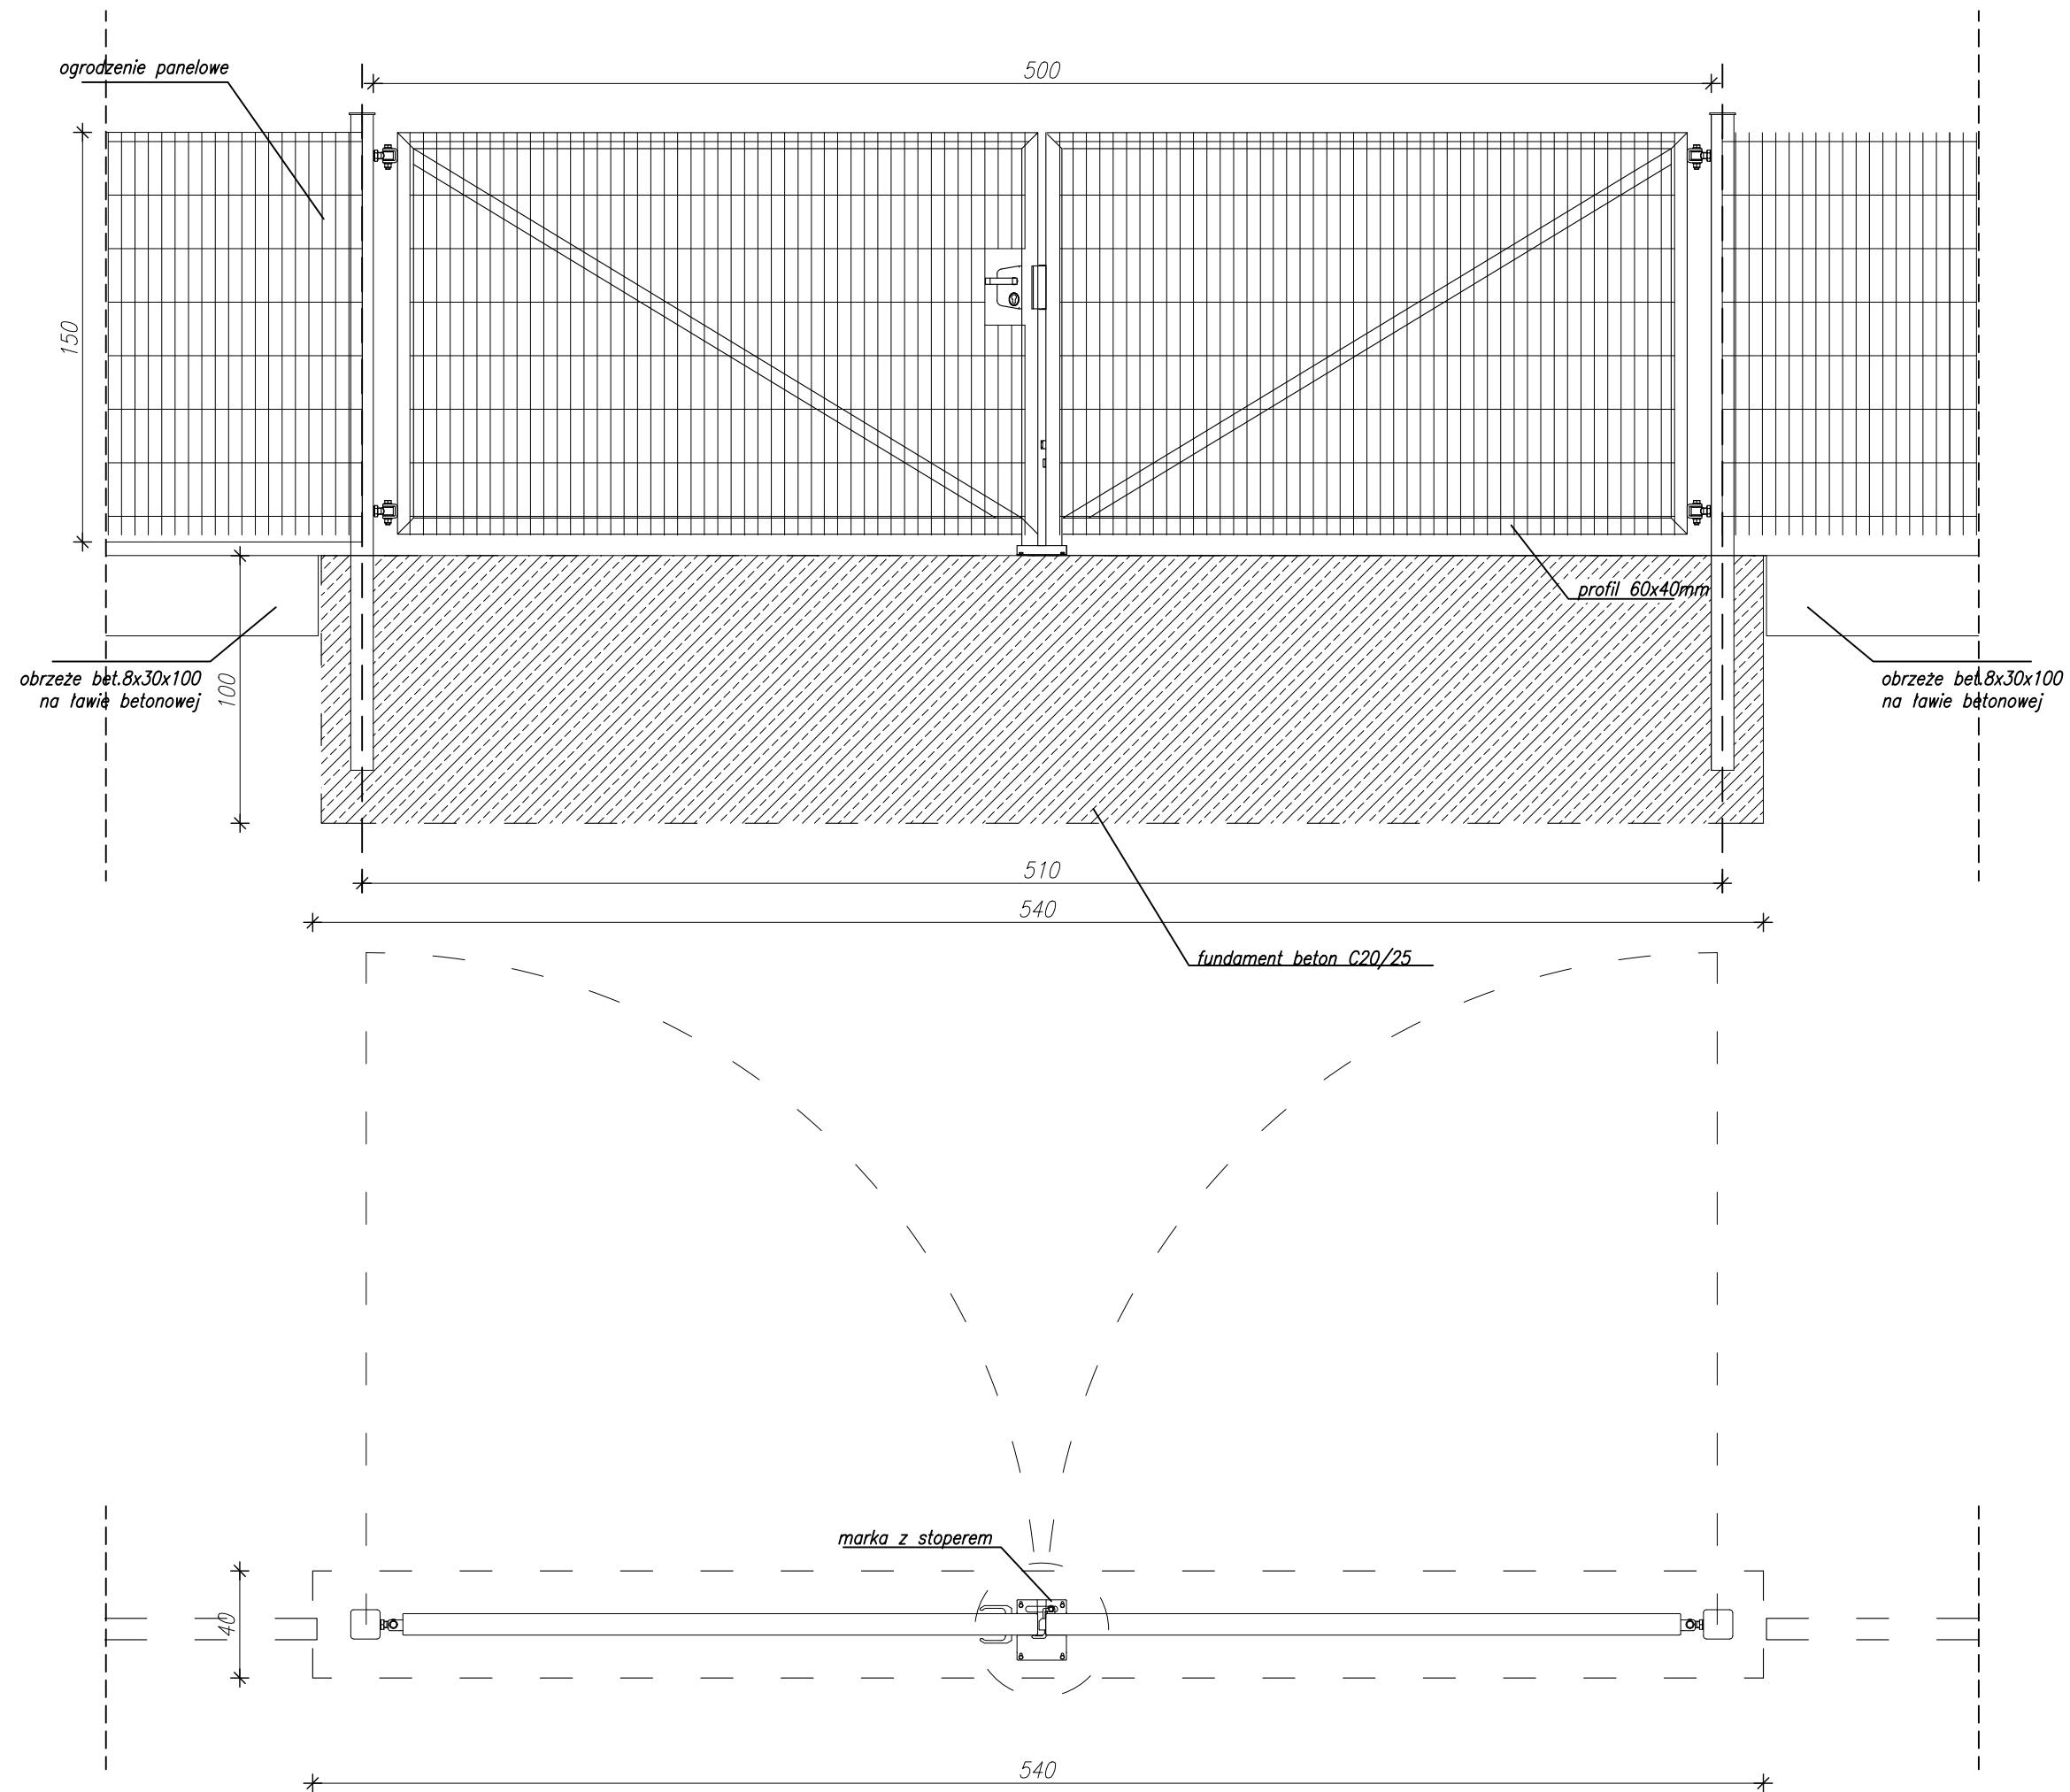 ogrodzenie panelowe
500
150
profil 60x40mm
obrzeże bet.8x30x100
na ławie betonowej
100
obrzeże bet.8x30x100
na ławie betonowej
510
540
fundament beton C20/25
marka z stoperem
40
540